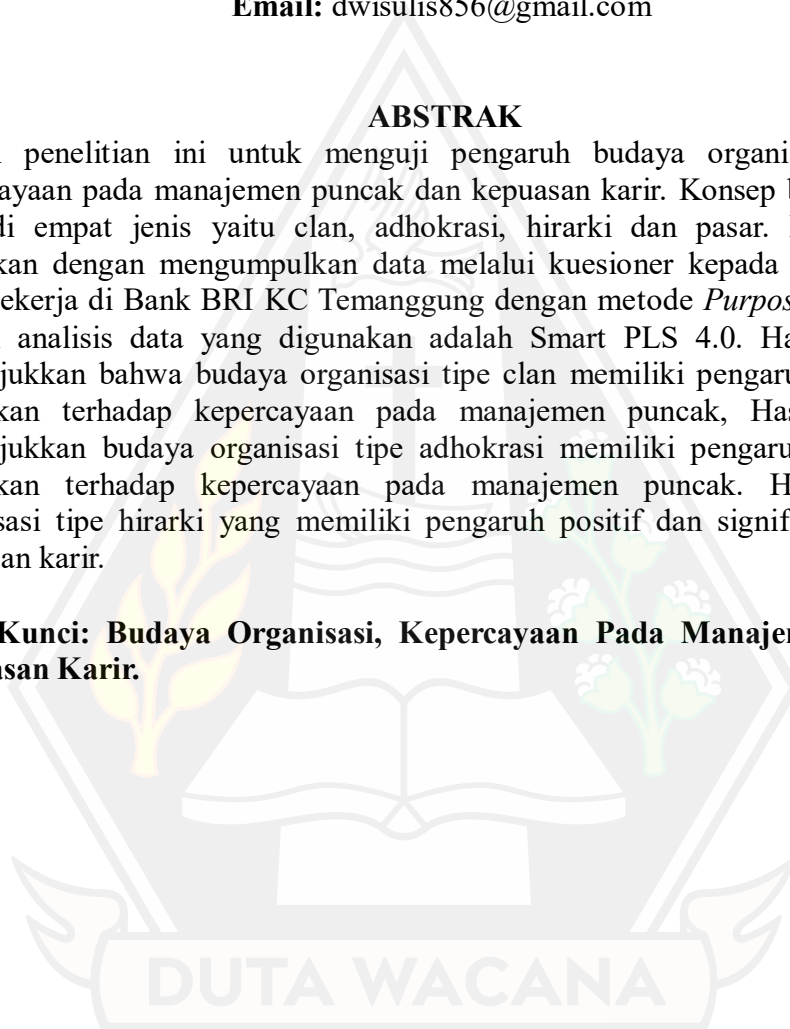 Email: dwisulis856@gmail.com
ABSTRAK
penelitian ini untuk menguji pengaruh budaya organi
ayaan pada manajemen puncak dan kepuasan karir. Konsep
di empat jenis yaitu clan, adhokrasi, hirarki dan pasar.
kan dengan mengumpulkan data melalui kuesioner kepada
ekerja di Bank BRI KC Temanggung dengan metode Purpos
analisis data yang digunakan adalah Smart PLS 4.0. Ha
jukkan bahwa budaya organisasi tipe clan memiliki pengaru
kan terhadap kepercayaan pada manajemen puncak, Has
jukkan budaya organisasi tipe adhokrasi memiliki pengaru
kan terhadap kepercayaan pada manajemen puncak. H
sasi tipe hirarki yang memiliki pengaruh positif dan signif
an karir.
Kunci: Budaya Organisasi, Kepercayaan Pada Manaje
asan Karir.
DUTA WACANA